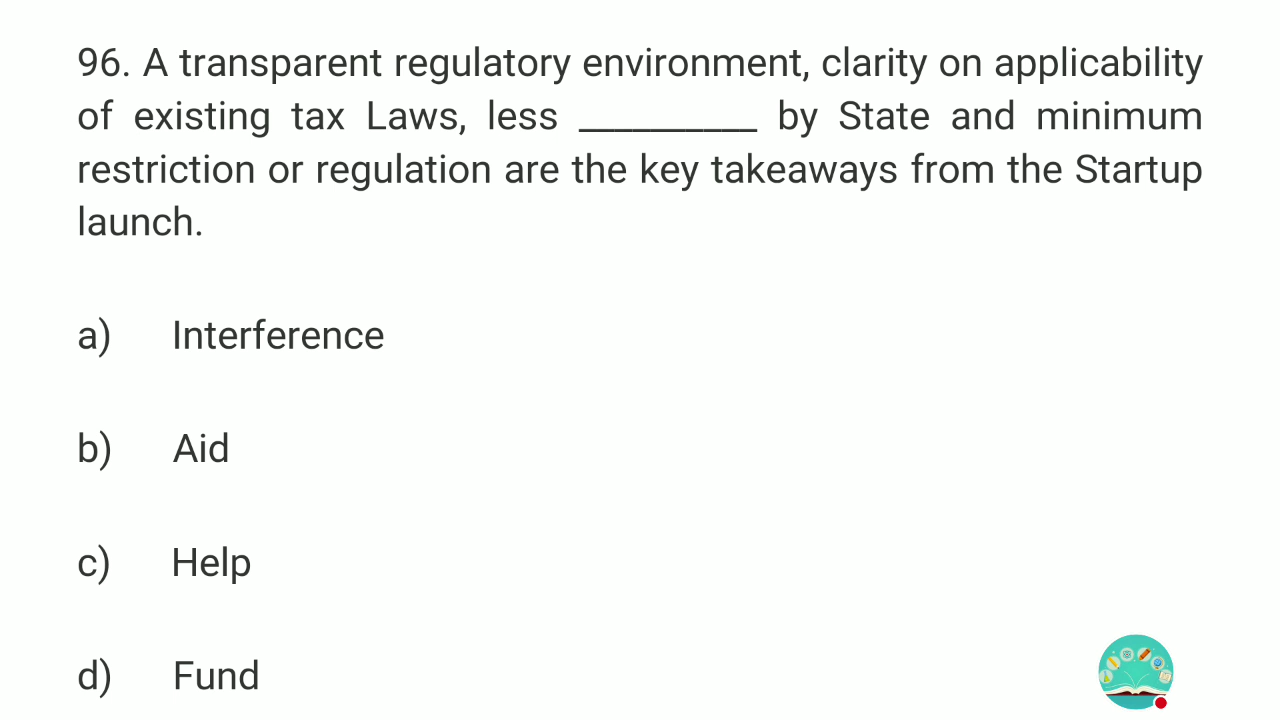 96. A transparent regulatory environment, clarity on applicability
of existing tax Laws, less __________ by State and minimum
restriction or regulation are the key takeaways from the Startup
launch.
a) Interference
b) Aid
c) Help
d) Fund